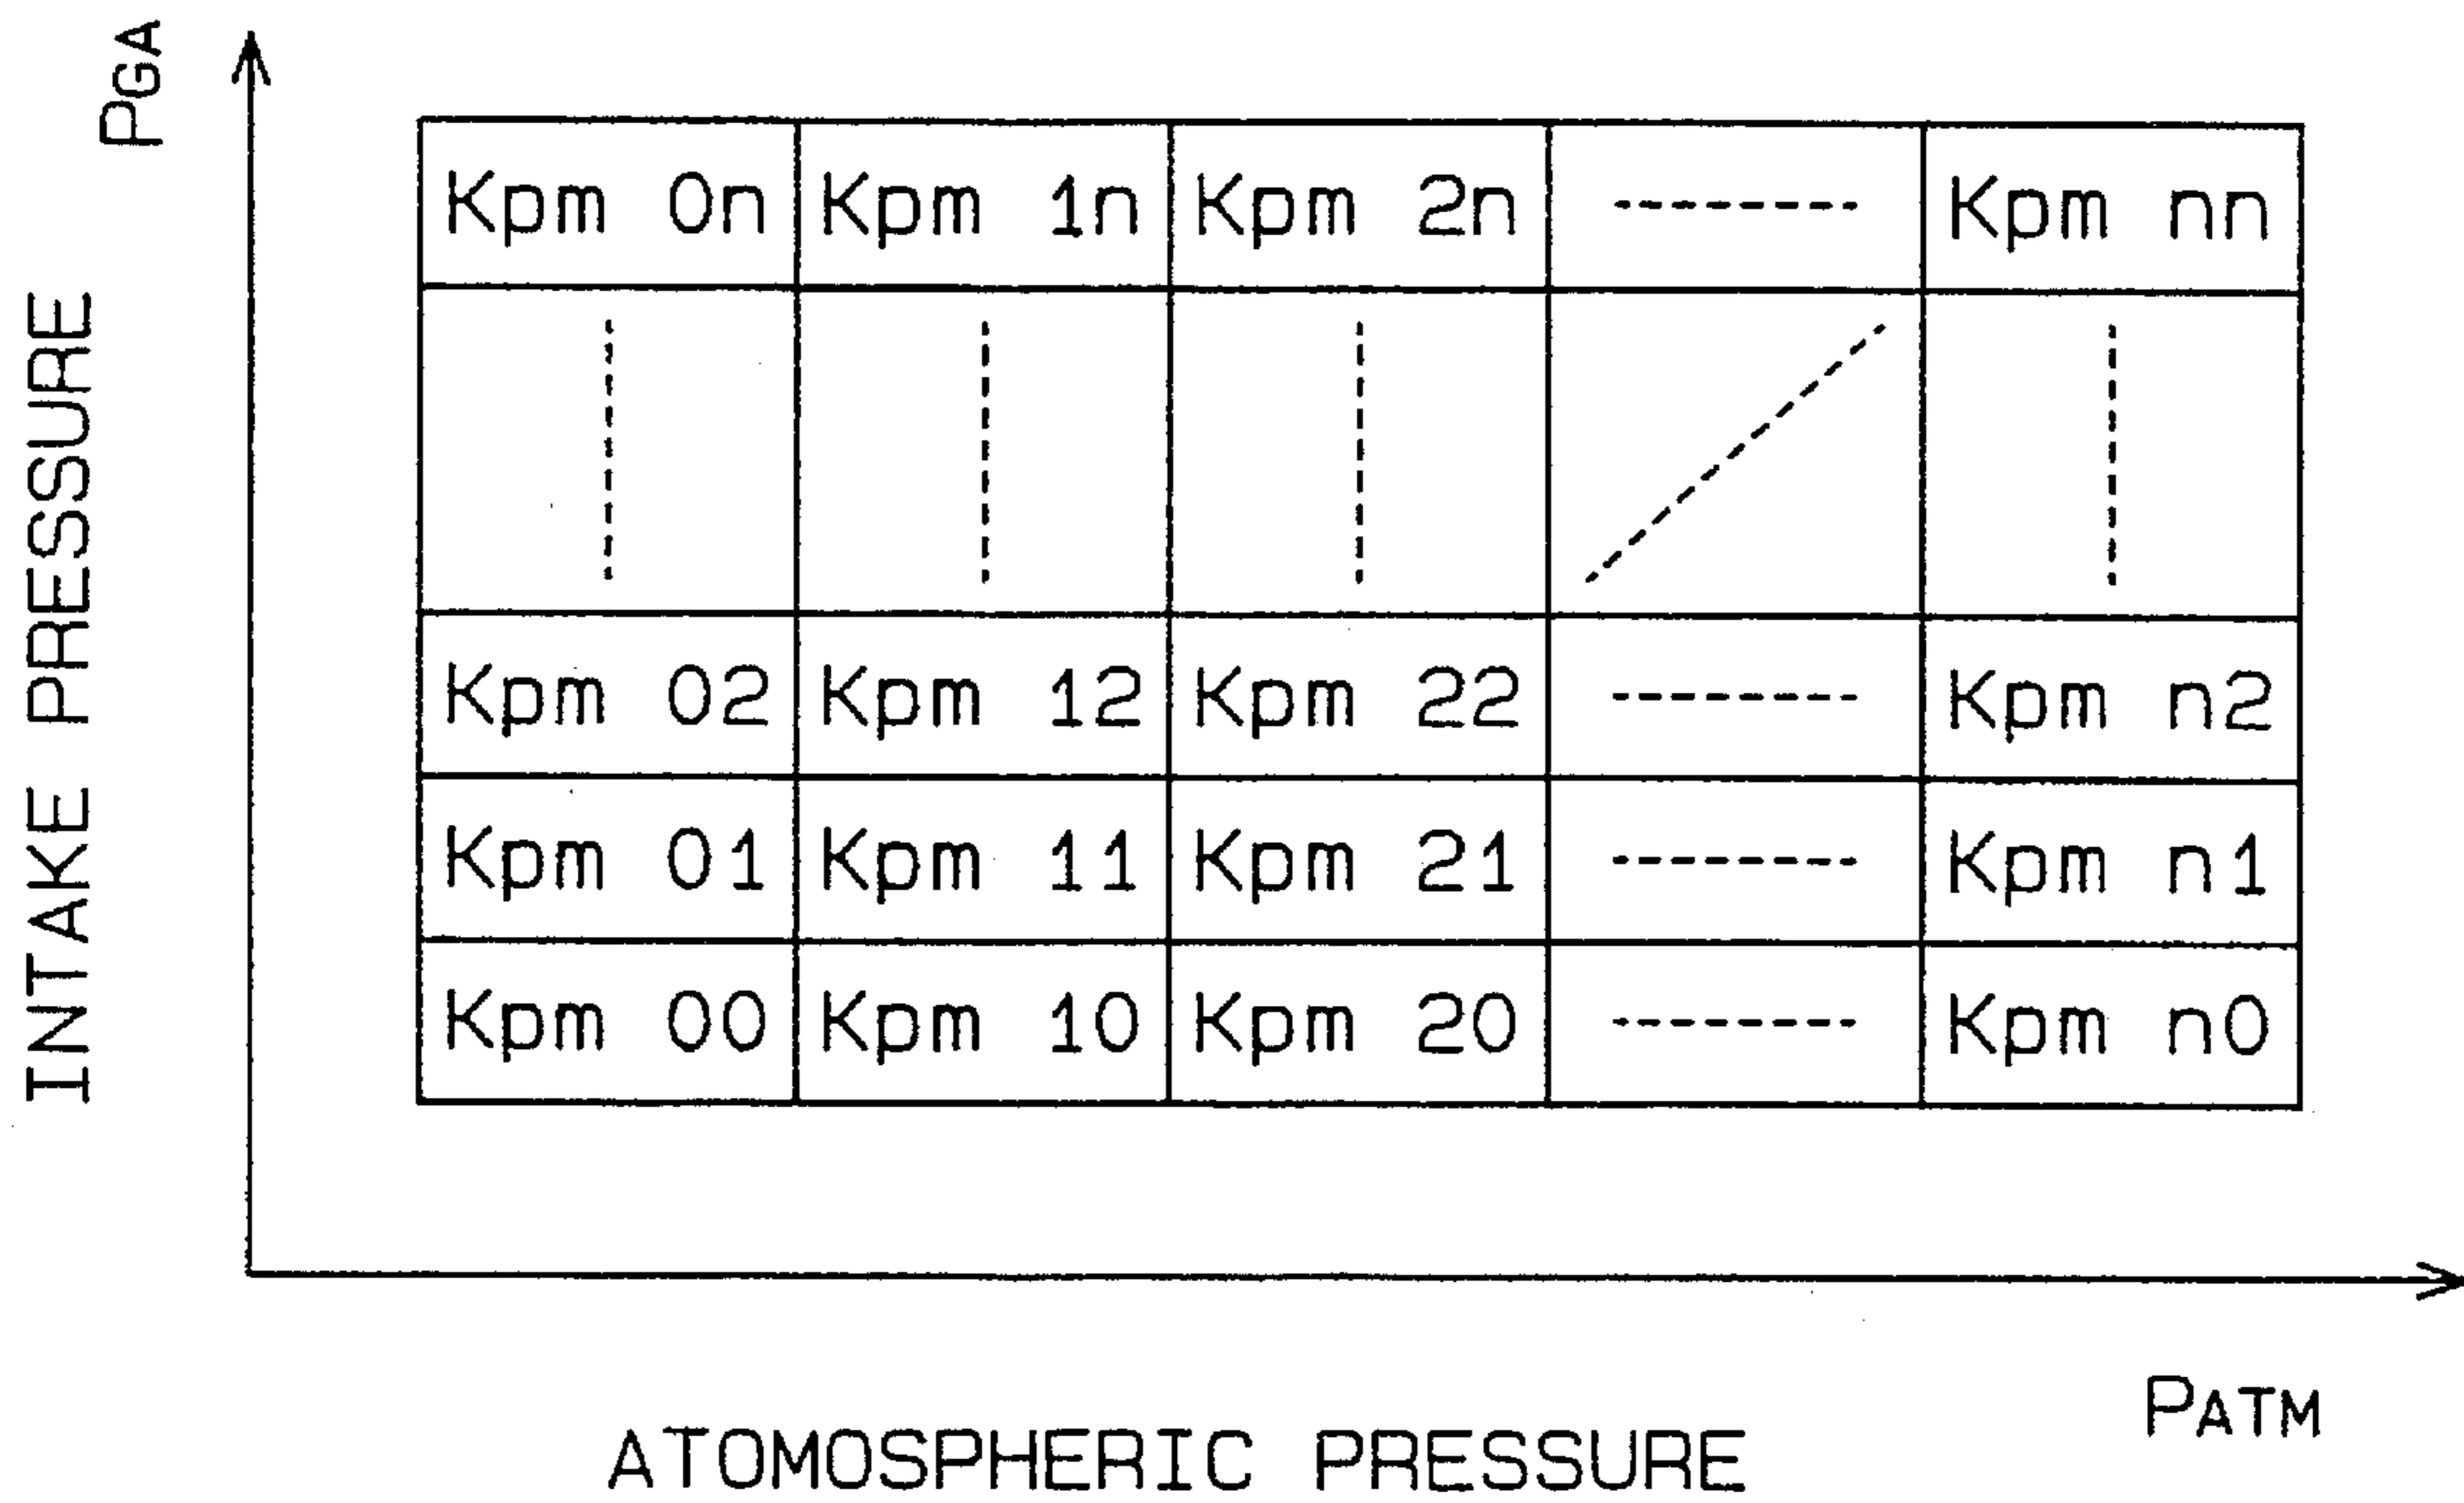 PGA
INTAKE PRESSURE
Kpm 0n Kpm 1n Kpm 2n -------- Kpm nn
Kpm 02 Kpm 12 Kpm 22 -------- Kpm n2
Kpm 01 Kpm 11 Kpm 21 -------- Kpm n1
Kpm 00 Kpm 10 Kpm 20 -------- Kpm n0
PATM
ATOMOSPHERIC PRESSURE